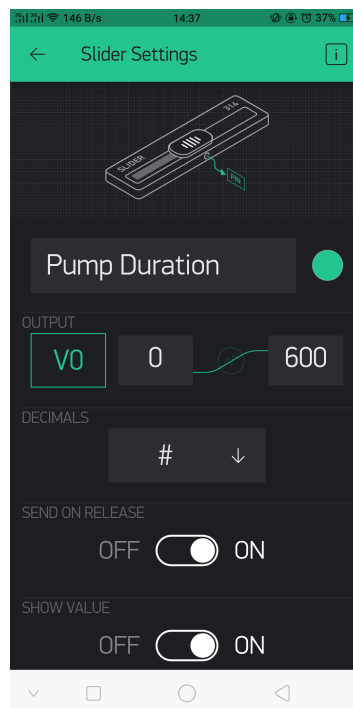 146 B/s 14:37 37%
Slider Settings
i
SLIDER
314
PIN
Pump Duration
OUTPUT
V0 0 600
DECIMALS
#
SEND ON RELEASE
OFF ON
SHOW VALUE
OFF ON